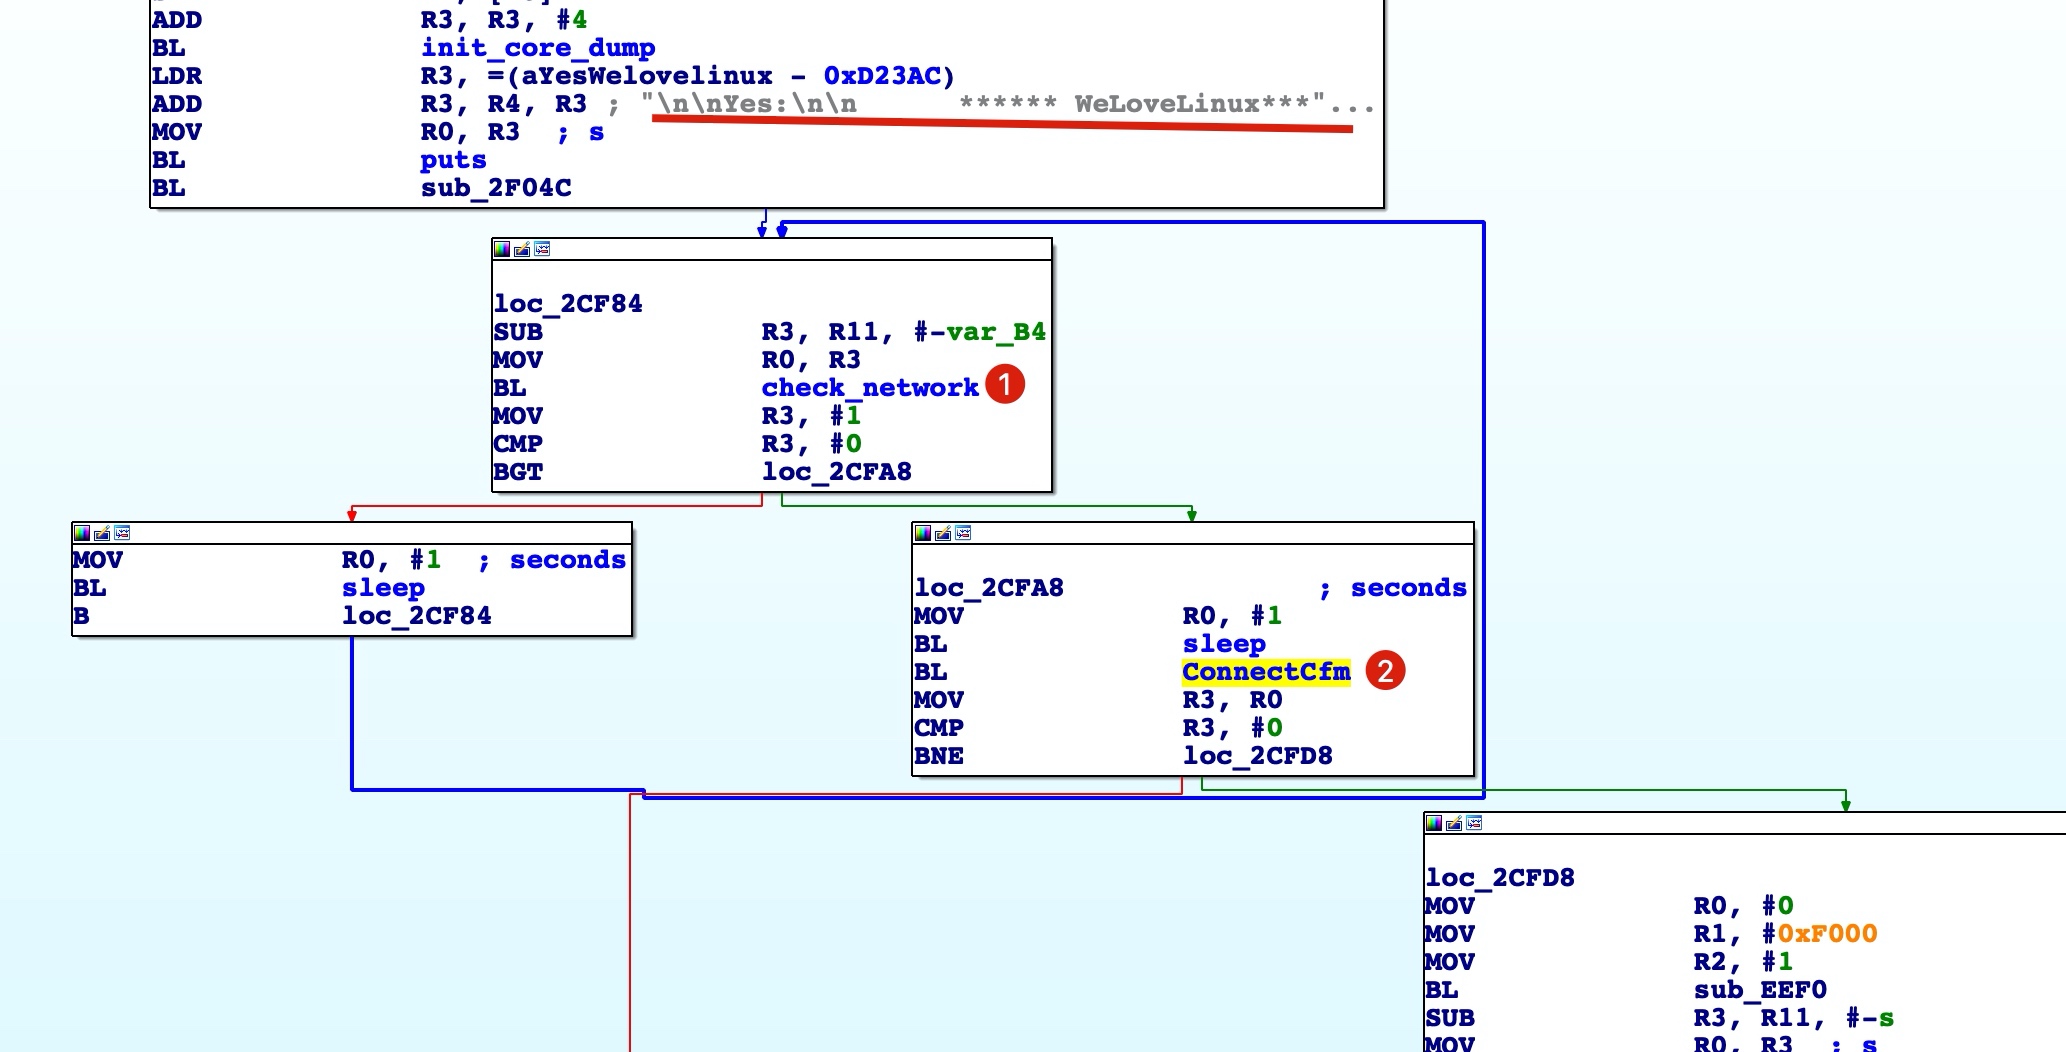 ADD R3, R3, #4
BL init_core_dump
LDR R3, =(aYesWelovelinux - 0xD23AC)
ADD R3, R4, R3 ; "\n\nYes:\n\n ****** WeLoveLinux***"...
MOV R0, R3 ; s
BL puts
BL sub_2F04C
loc_2CF84
SUB R3, R11, #-var_B4
MOV R0, R3
BL check_network 1
MOV R3, #1
CMP R3, #0
BGT loc_2CFA8
MOV R0, #1 ; seconds
BL sleep
B loc_2CF84
loc_2CFA8 ; seconds
MOV R0, #1
BL sleep
BL ConnectCfm 2
MOV R3, R0
CMP R3, #0
BNE loc_2CFD8
loc_2CFD8
MOV R0, #0
MOV R1, #0xF000
MOV R2, #1
BL sub_EEF0
SUB R3, R11, #-s
MOV R0, R3 ; s